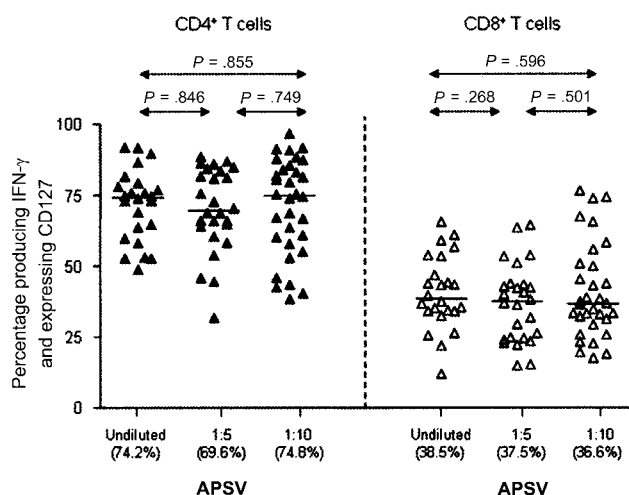 CD4⁺ T cells CD8⁺ T cells
P = .855 P = .596
P = .846 P = .749 P = .268 P = .501
Percentage producing IFN-γ
and expressing CD127
100
75
50
25
0
Undiluted 1:5 1:10 Undiluted 1:5 1:10
(74.2%) (69.6%) (74.8%) (38.5%) (37.5%) (36.6%)
APSV APSV